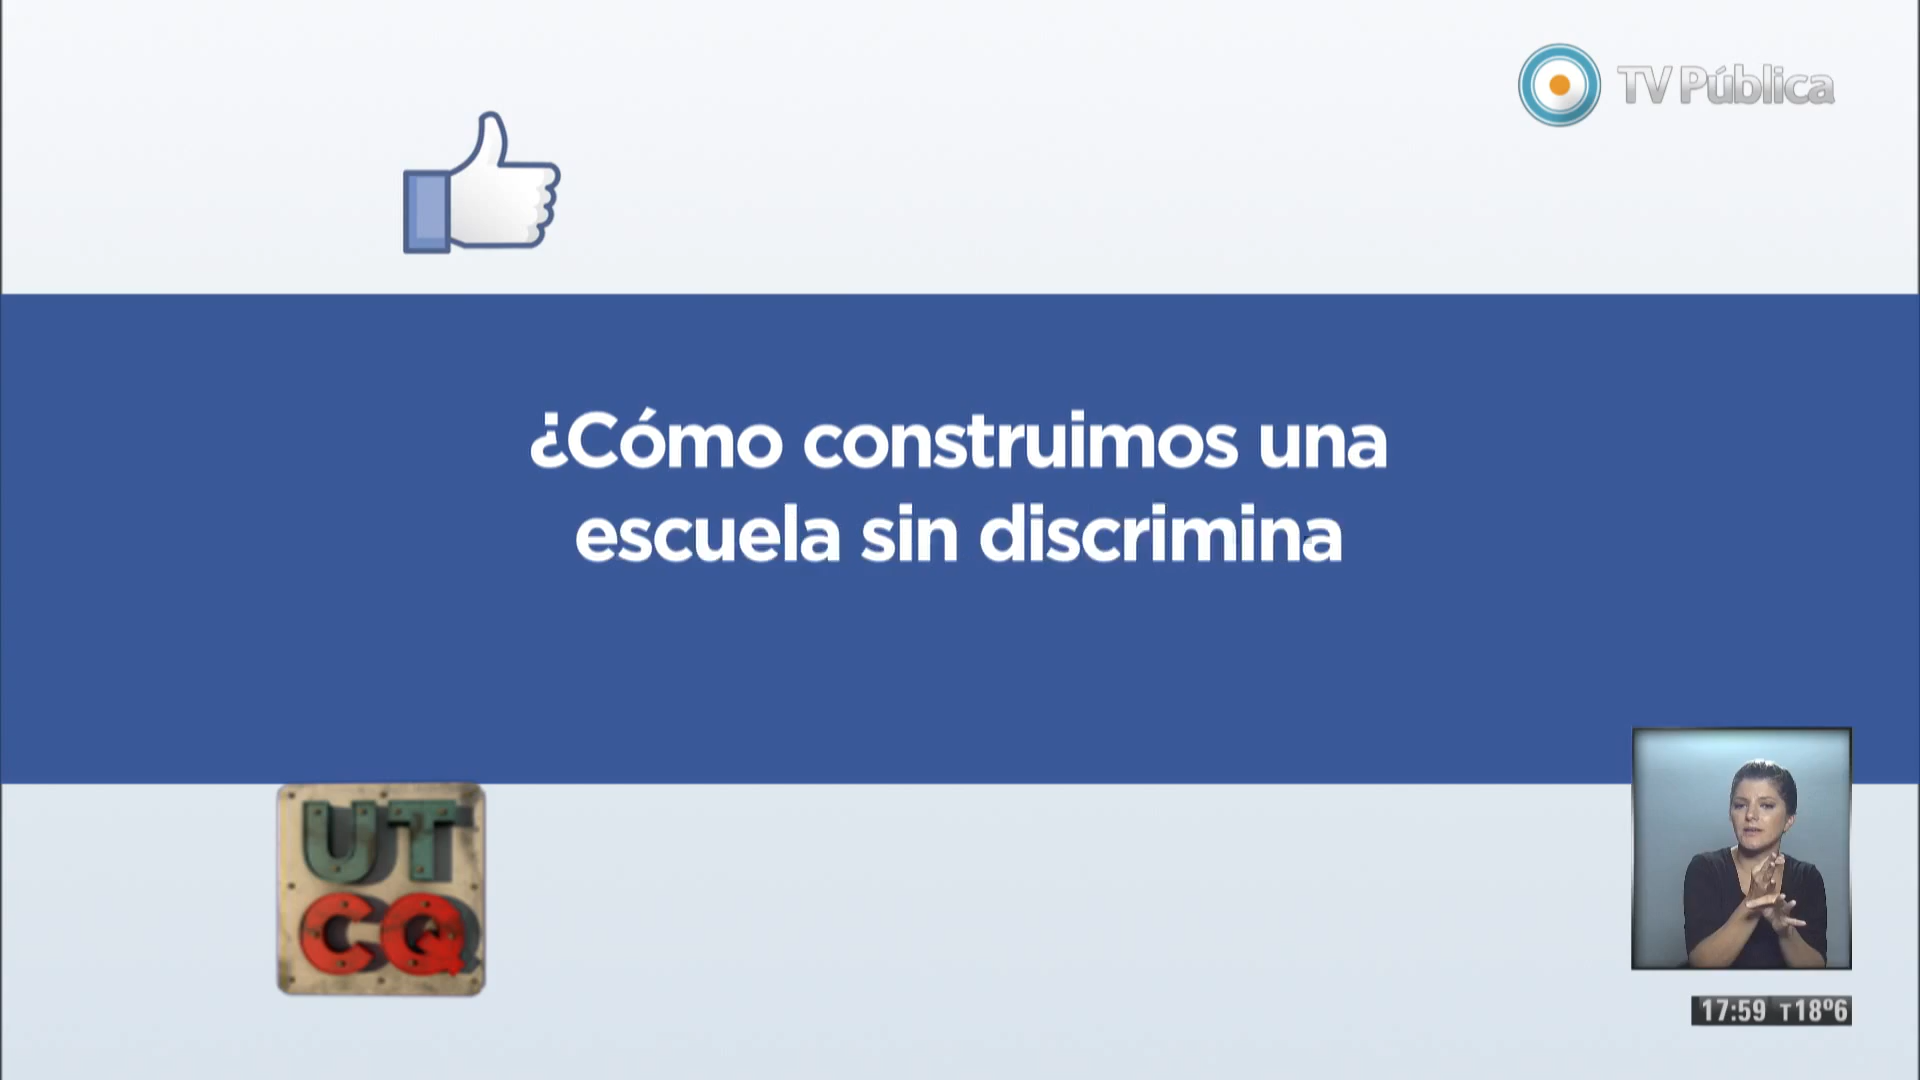 TV Pública
¿Cómo construimos una
escuela sin discrimina
UT
CQ
17:59 T18º6